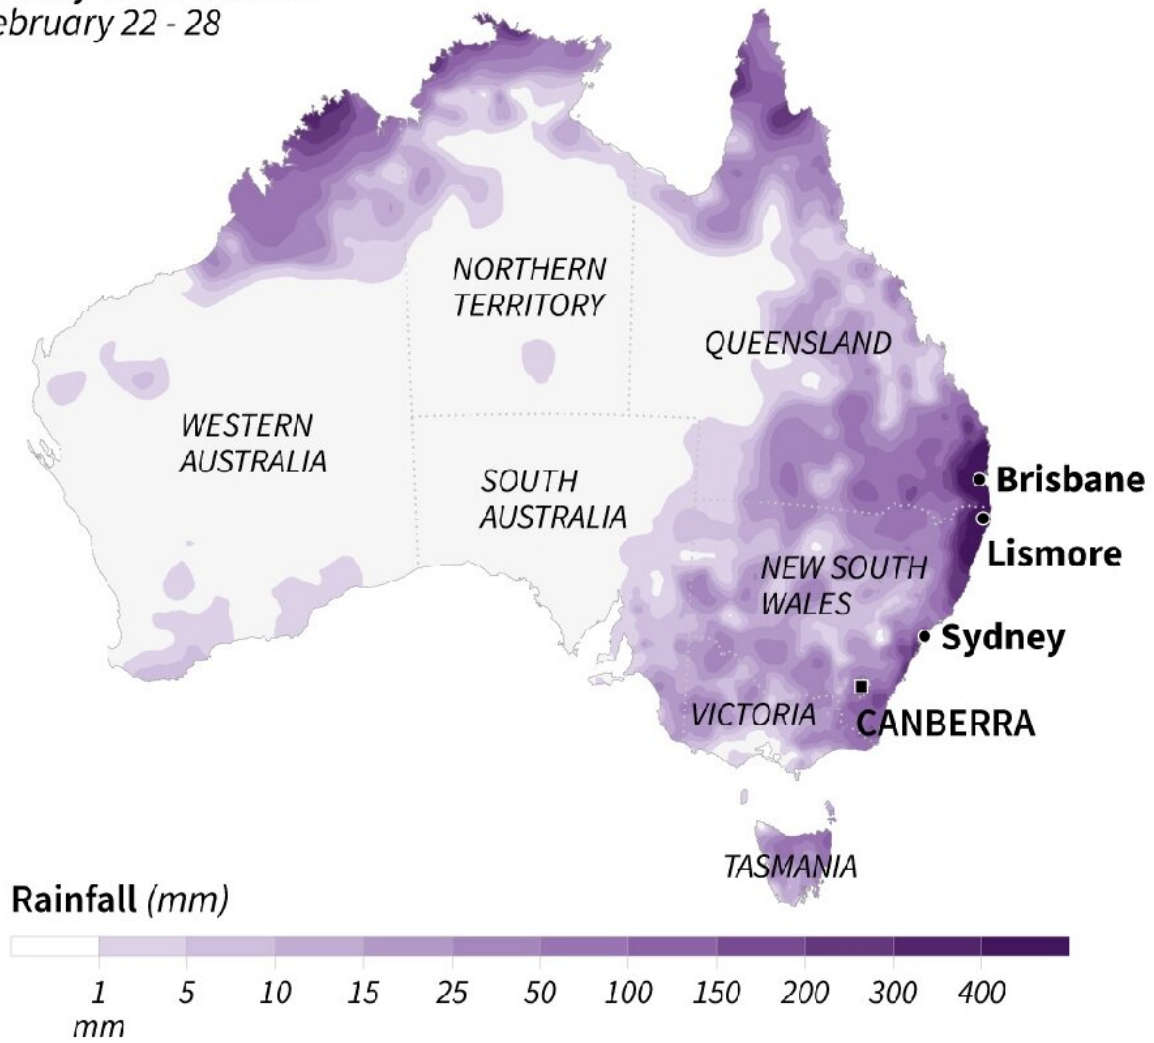 February 22 - 28
NORTHERN
TERRITORY
QUEENSLAND
WESTERN
AUSTRALIA
SOUTH
AUSTRALIA
Brisbane
Lismore
NEW SOUTH
WALES
Sydney
VICTORIA
CANBERRA
TASMANIA
Rainfall (mm)
1 5 10 15 25 50 100 150 200 300 400
mm